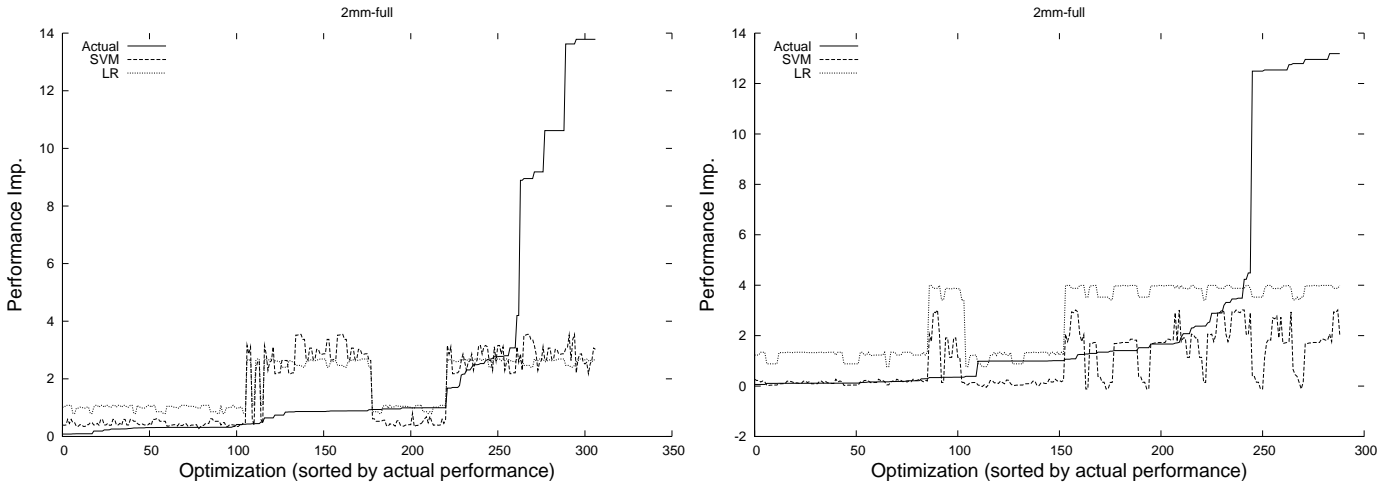 2mm-full
14
12
10
8
6
4
2
0
Performance Imp.
Actual
SVM
LR
0
50
100
150
200
250
300
350
Optimization (sorted by actual performance)
2mm-full
14
12
10
8
6
4
2
0
-2
Performance Imp.
Actual
SVM
LR
0
50
100
150
200
250
300
Optimization (sorted by actual performance)